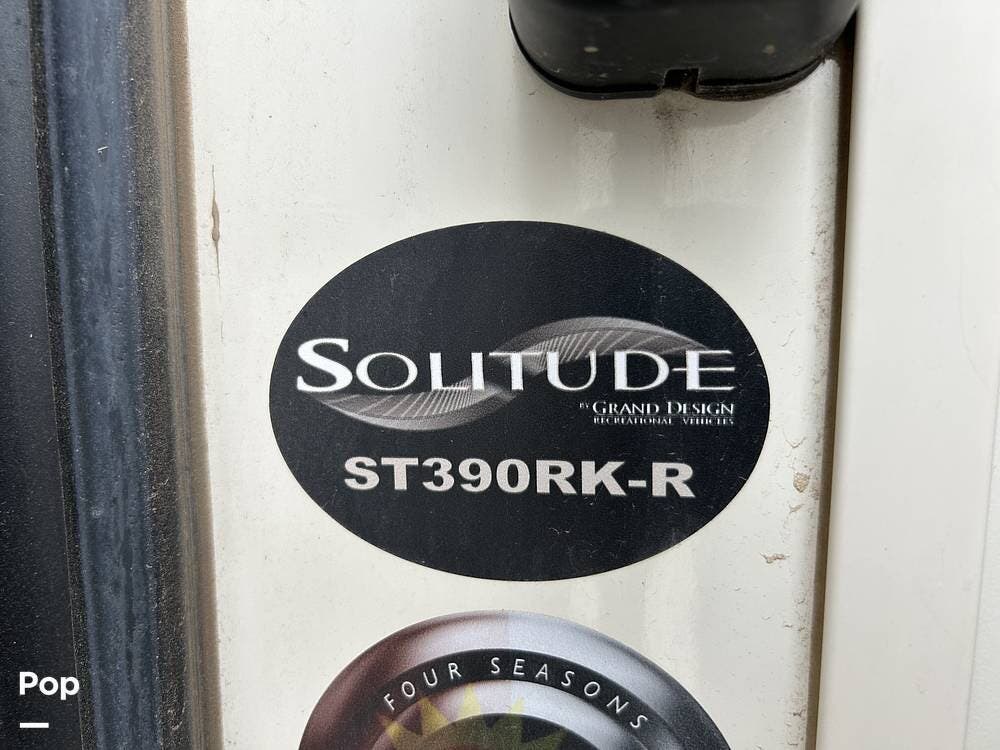 SOLITUDE
BY GRAND DESIGN
RECREATIONAL VEHICLES
ST390RK-R
FOUR SEASONS
Pop